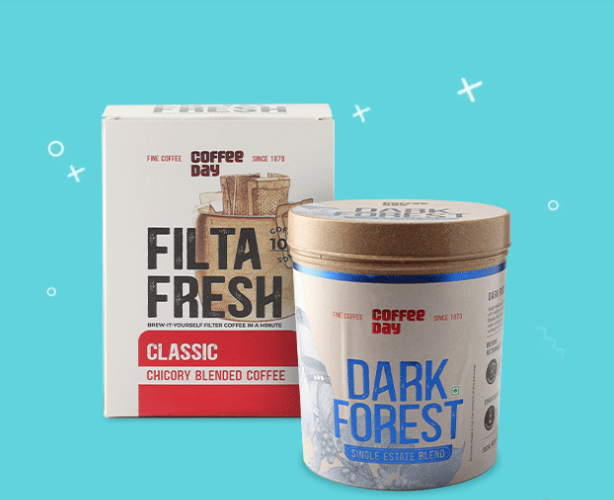 FRESH
FINE COFFEE
COFFEE
DAY
SINCE 1870
FILTA
FRESH
BREW-IT-YOURSELF FILTER COFFEE IN A MINUTE
CLASSIC
CHICORY BLENDED COFFEE
DARK
FOREST
FINE COFFEE
COFFEE
DAY
SINCE 1870
DARK
FOREST
SINGLE ESTATE BLEND